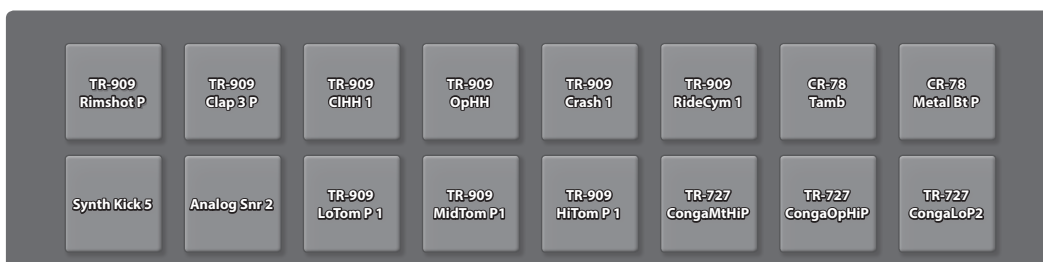 TR-909
Rimshot P
TR-909
Clap 3 P
TR-909
ClHH 1
TR-909
OpHH
TR-909
Crash 1
TR-909
RideCym 1
CR-78
Tamb
CR-78
Metal Bt P
Synth Kick 5
Analog Snr 2
TR-909
LoTom P 1
TR-909
MidTom P1
TR-909
HiTom P 1
TR-727
CongaMtHiP
TR-727
CongaOpHiP
TR-727
CongaLoP2